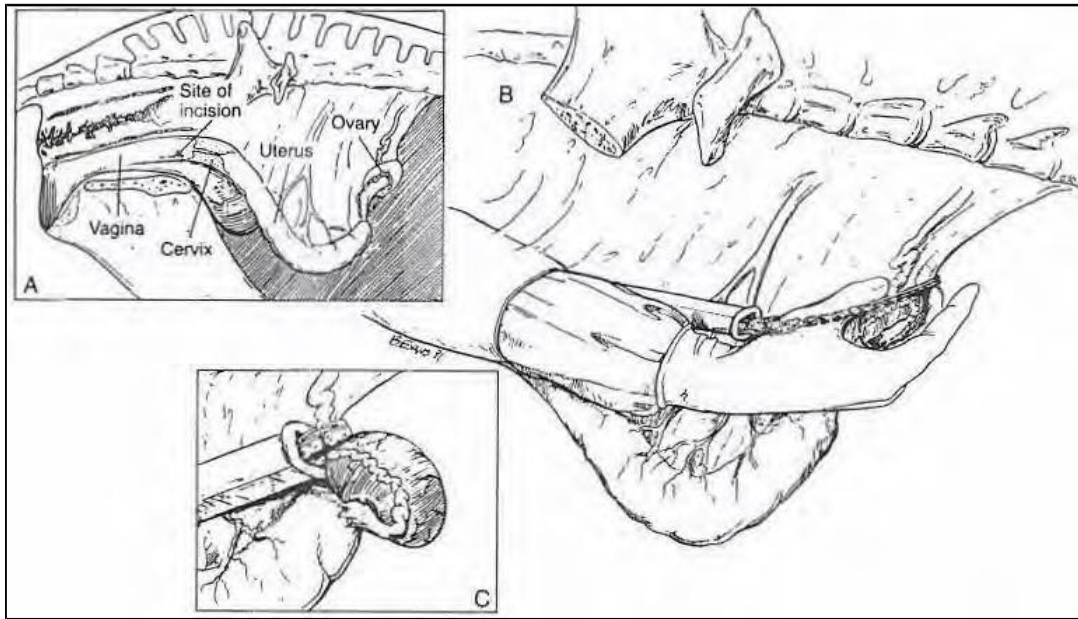 Site of
incision
Ovary
Uterus
Vagina
Cervix
A
B
C